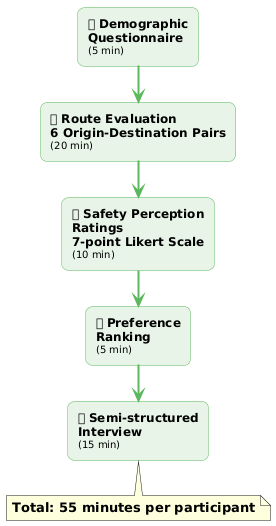 Demographic
Questionnaire
(5 min)
Route Evaluation
6 Origin-Destination Pairs
(20 min)
Safety Perception
Ratings
7-point Likert Scale
(10 min)
Preference
Ranking
(5 min)
Semi-structured
Interview
(15 min)
Total: 55 minutes per participant